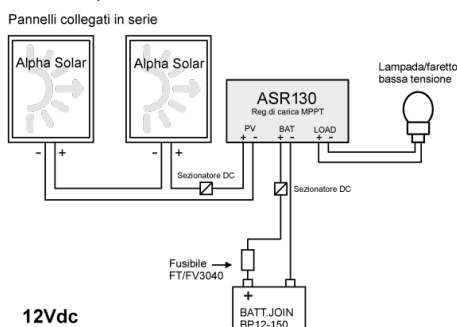 Pannelli collegati in serie
Alpha Solar
Alpha Solar
Lampada/faretto
bassa tensione
ASR130
Reg.di carica MPPT
PV BAT LOAD
+ - + - + -
- + - +
Sezionatore DC
Sezionatore DC
Fusibile
FT/FV3040
+
12Vdc
BATT.JOIN
BP12-150